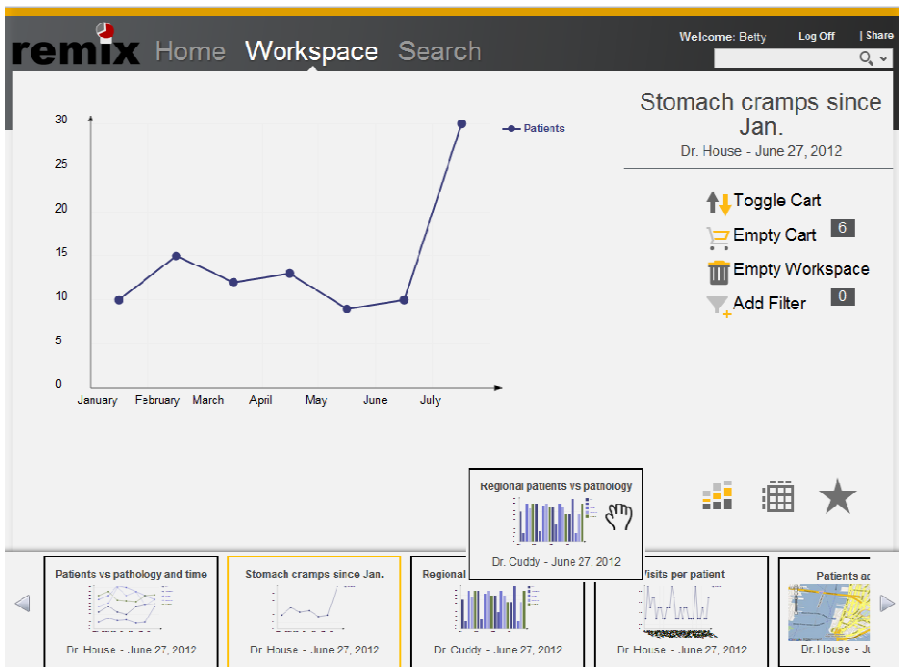 remix Home Workspace Search
Welcome: Betty Log Off | Share
Stomach cramps since
Jan.
Dr. House - June 27, 2012
30
25
20
15
10
5
0
January February March April May June July
Patients
Toggle Cart
Empty Cart 6
Empty Workspace
Add Filter 0
Regional patients vs pathology
Dr. Cuddy - June 27, 2012
Patients vs pathology and time
Dr. House - June 27, 2012
Stomach cramps since Jan.
Dr. House - June 27, 2012
Regional
Dr. Cuddy - June 27, 2012
Visits per patient
Dr. House - June 27, 2012
Patients
Dr. House - Ju